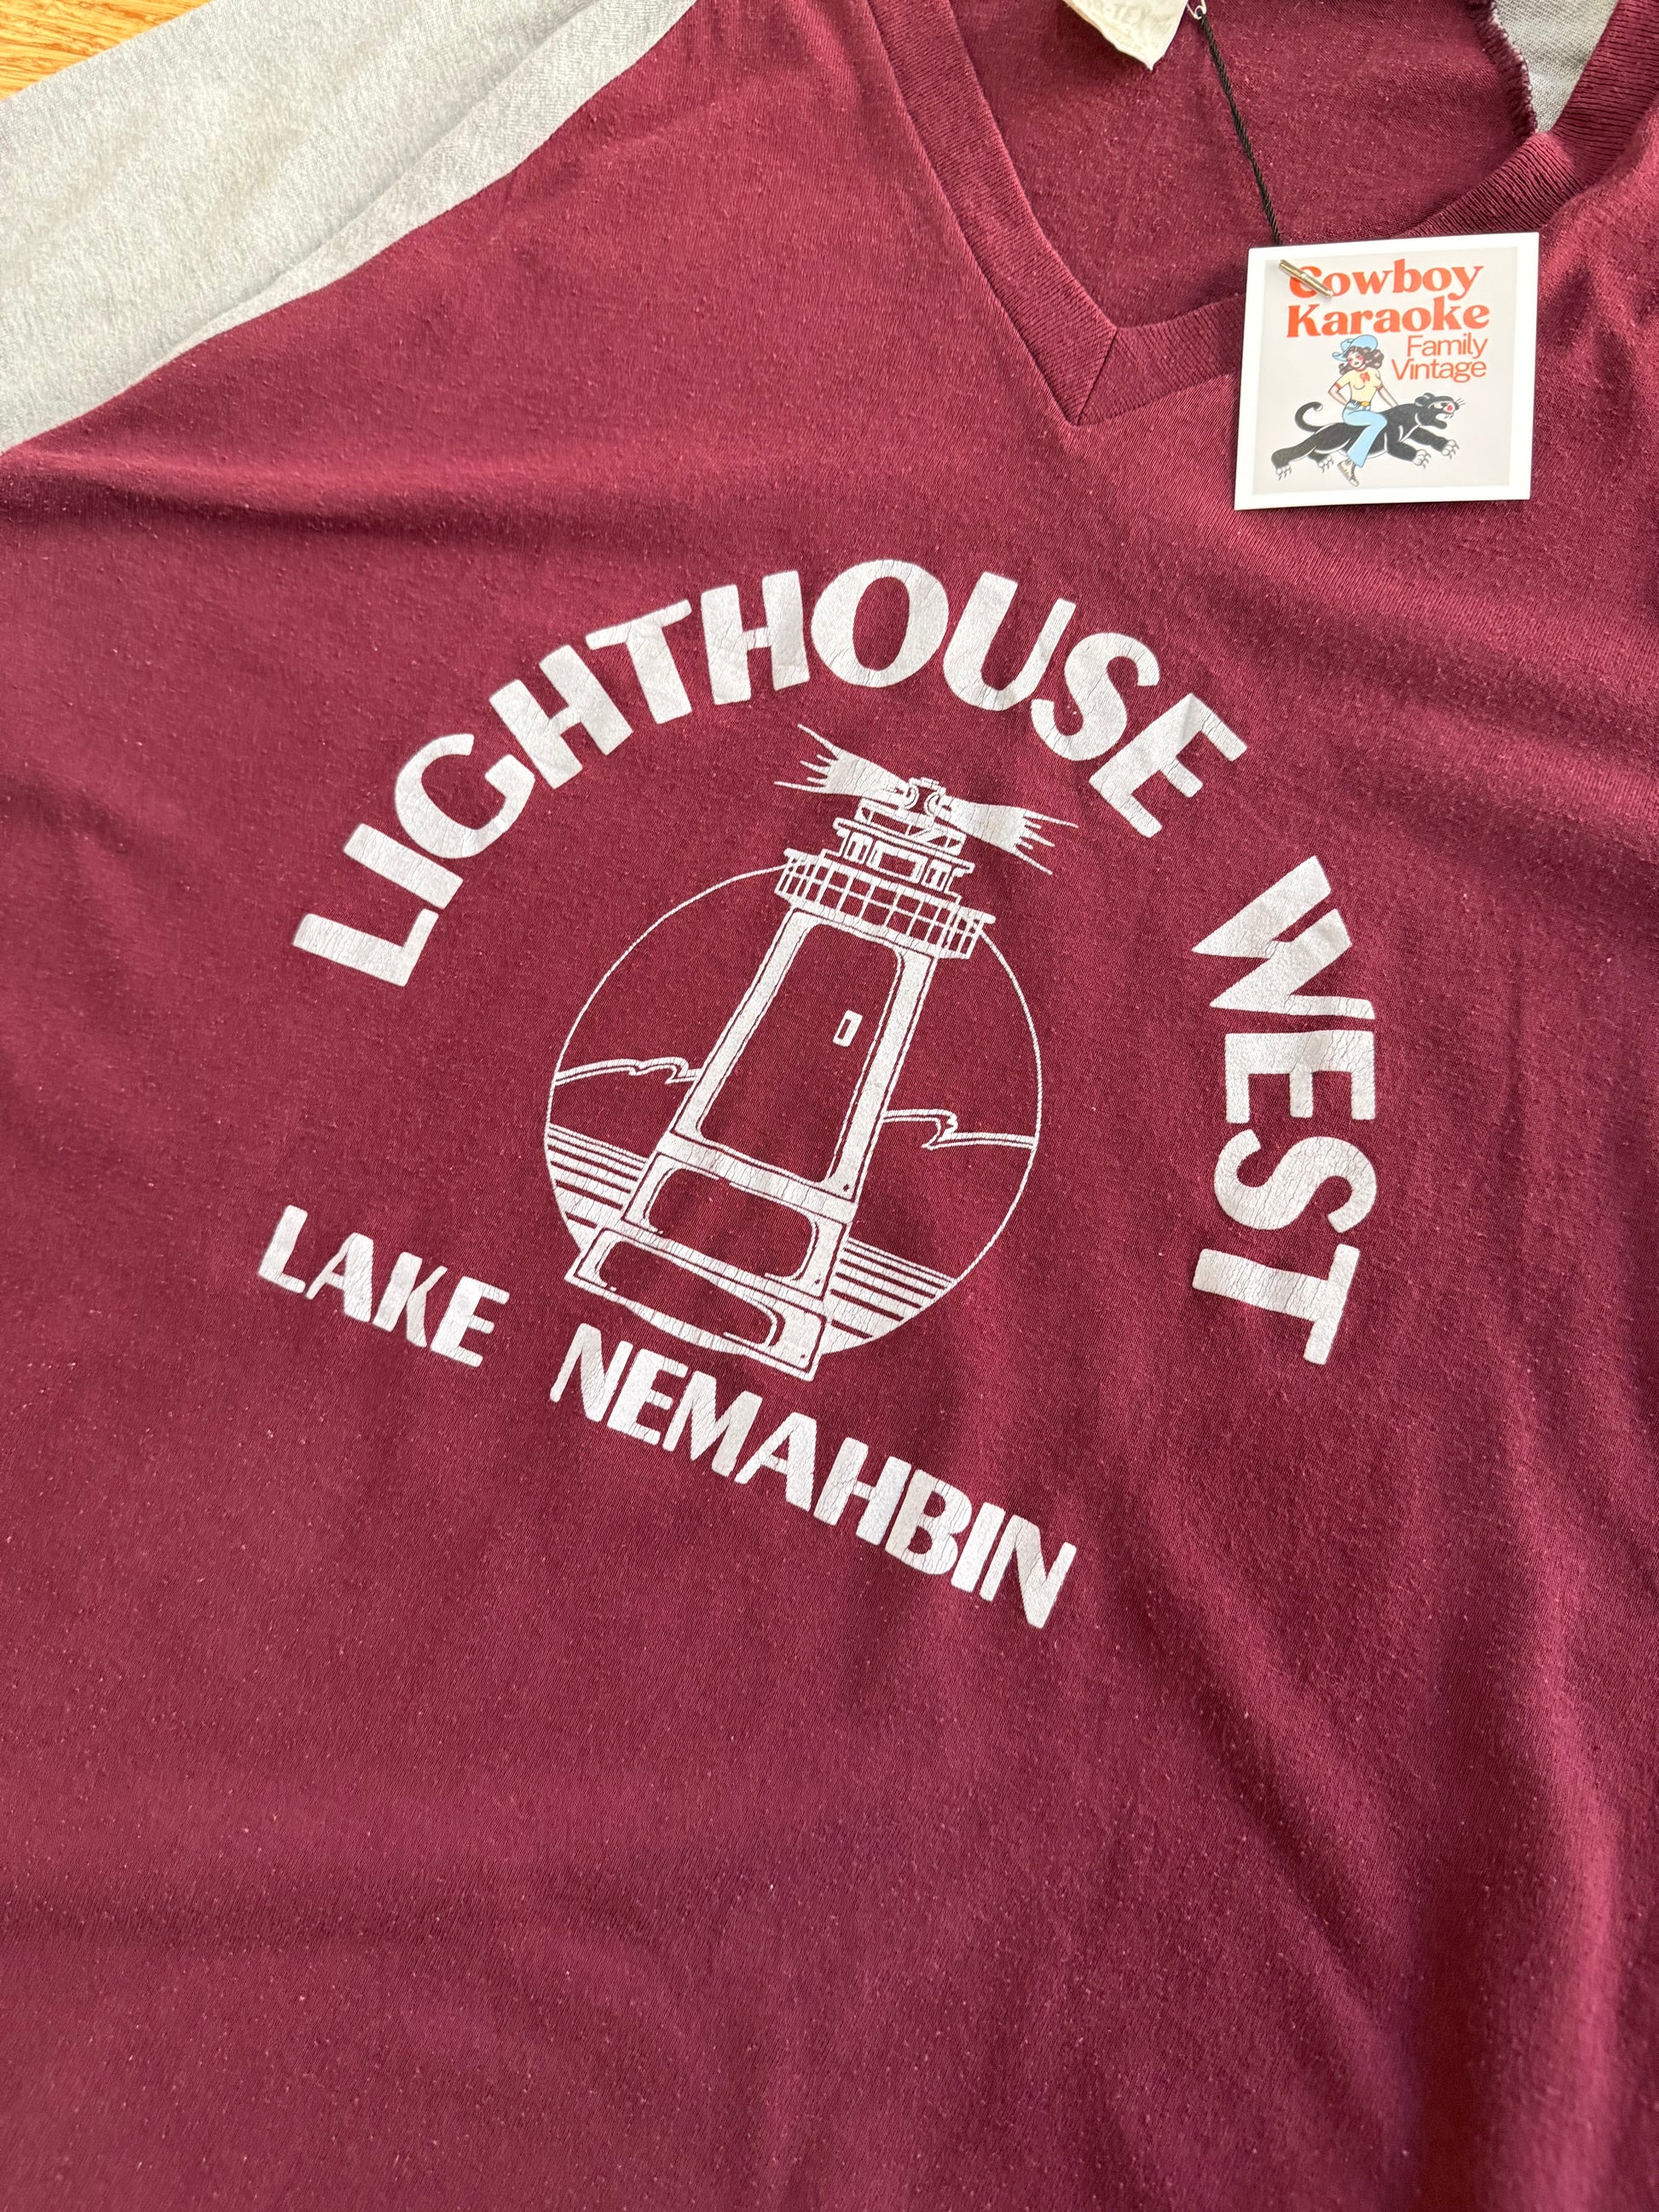 Cowboy
Karaoke
Family
Vintage
LIGHTHOUSE WEST
LAKE NEMAHBIN